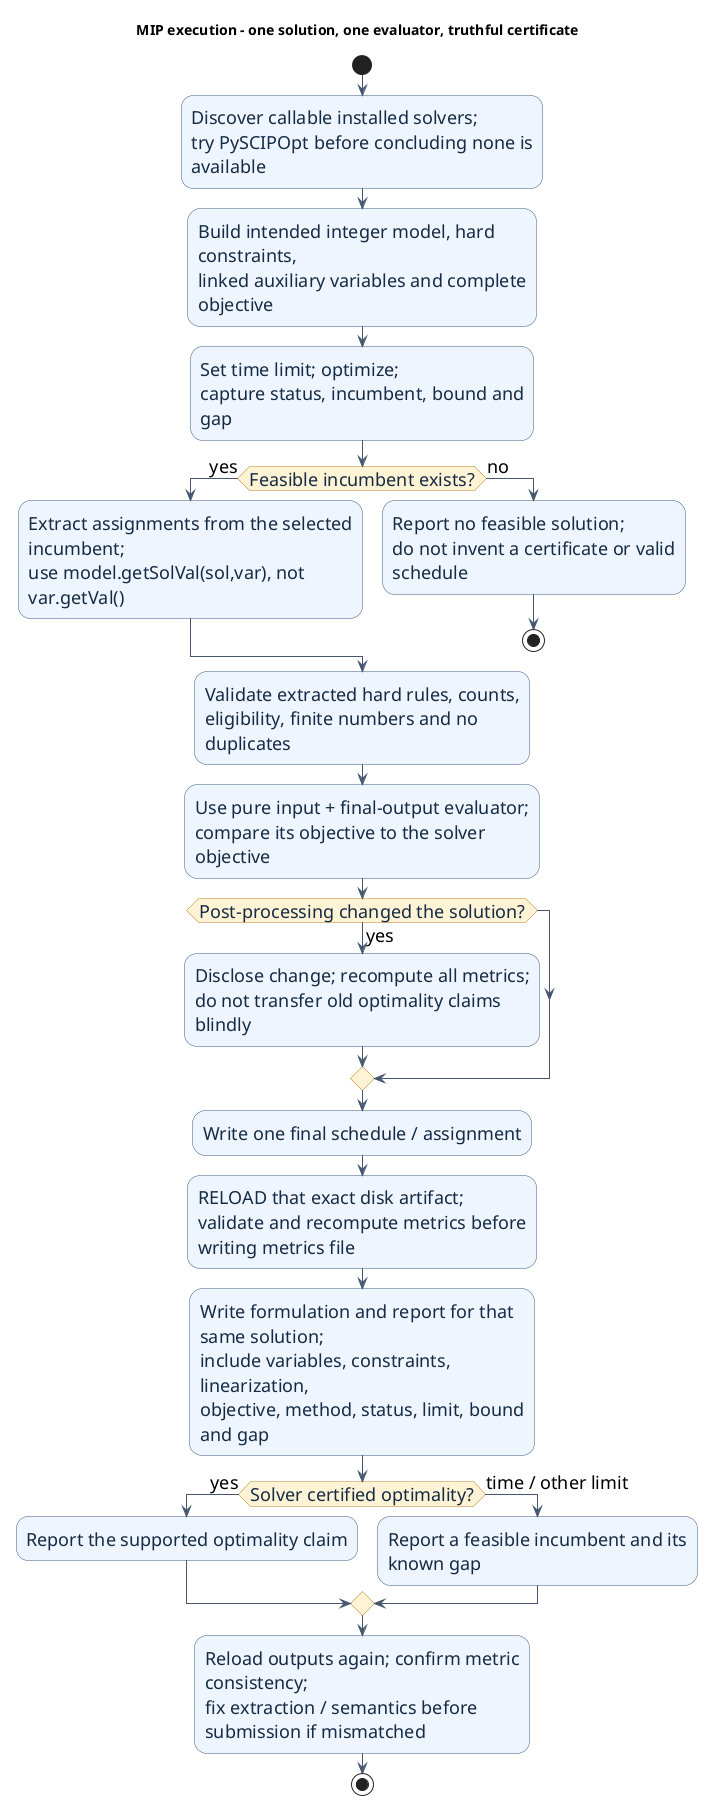 MIP execution - one solution, one evaluator, truthful certificate
Discover callable installed solvers;
try PySCIPOpt before concluding none is
available
Build intended integer model, hard
constraints,
linked auxiliary variables and complete
objective
Set time limit; optimize;
capture status, incumbent, bound and
gap
Feasible incumbent exists?
yes
no
Extract assignments from the selected
incumbent;
use model.getSolVal(sol,var), not
var.getVal()
Report no feasible solution;
do not invent a certificate or valid
schedule
Validate extracted hard rules, counts,
eligibility, finite numbers and no
duplicates
Use pure input + final-output evaluator;
compare its objective to the solver
objective
Post-processing changed the solution?
yes
Disclose change; recompute all metrics;
do not transfer old optimality claims
blindly
Write one final schedule / assignment
RELOAD that exact disk artifact;
validate and recompute metrics before
writing metrics file
Write formulation and report for that
same solution;
include variables, constraints,
linearization,
objective, method, status, limit, bound
and gap
Solver certified optimality?
yes
time / other limit
Report the supported optimality claim
Report a feasible incumbent and its
known gap
Reload outputs again; confirm metric
consistency;
fix extraction / semantics before
submission if mismatched